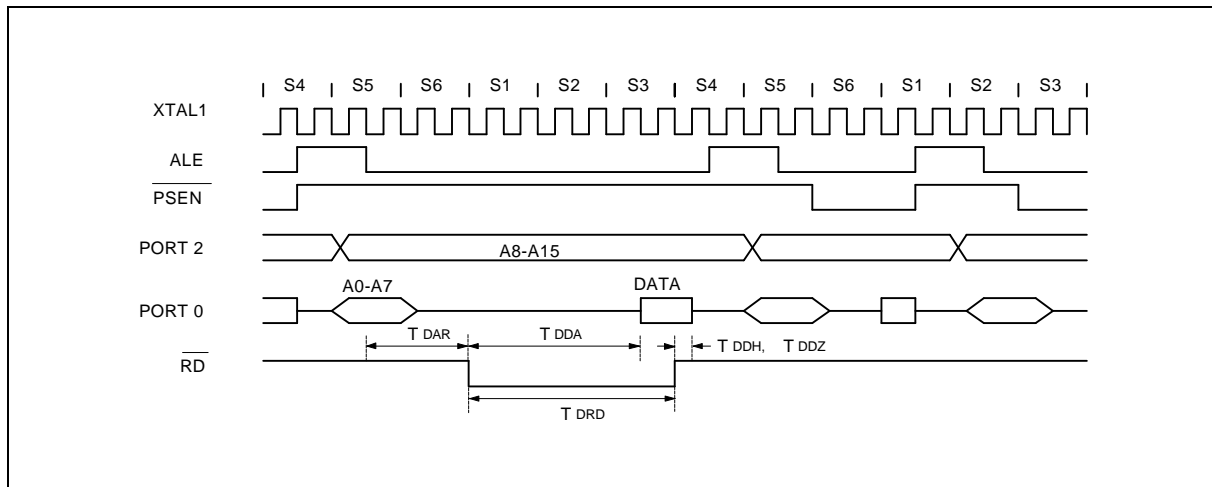 S4 S5 S6 S1 S2 S3 S4 S5 S6 S1 S2 S3
XTAL1
ALE
PSEN
PORT 2
A8-A15
A0-A7
DATA
PORT 0
T DAR
T DDA
T DDH, T DDZ
RD
T DRD